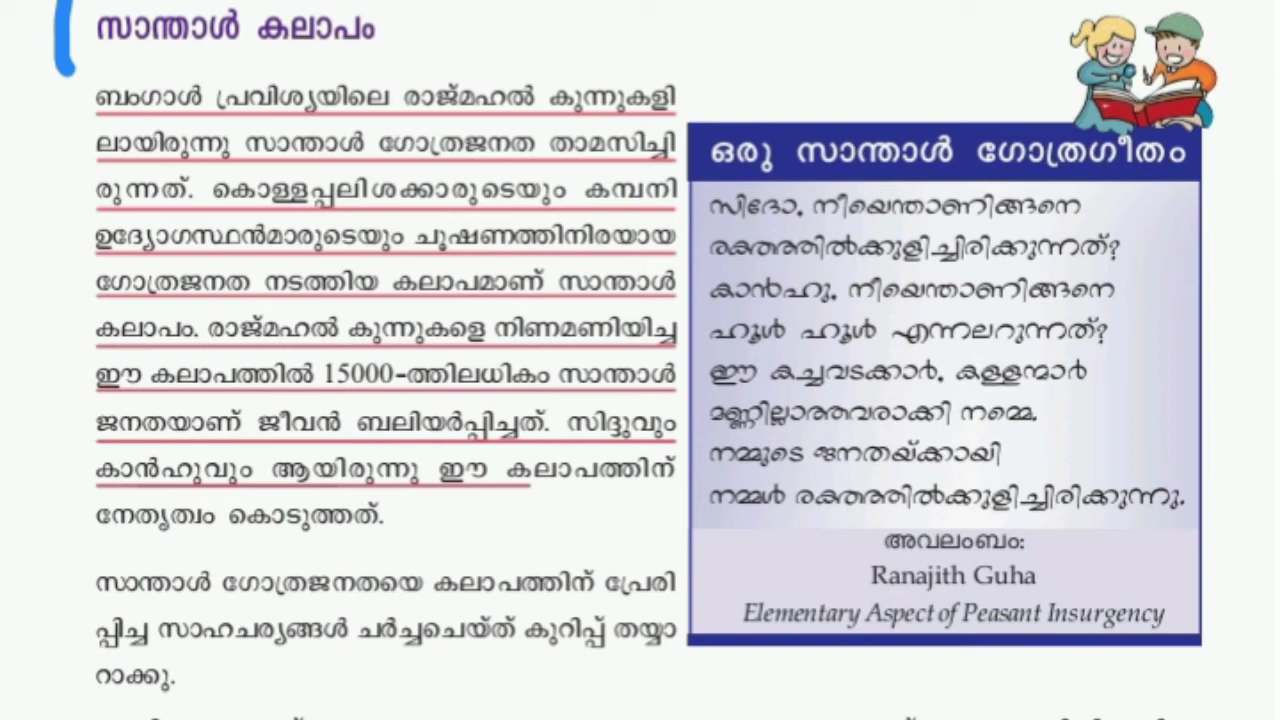 സാന്താൾ കലാപം
ബംഗാൾ പ്രവിശ്യയിലെ രാജ്മഹൽ കുന്നുകളി
ലായിരുന്നു സാന്താൾ ഗോത്രജനത താമസിച്ചി
രുന്നത്. കൊള്ളപ്പലിശക്കാരുടെയും കമ്പനി
ഉദ്യോഗസ്ഥൻമാരുടെയും ചൂഷണത്തിനിരയായ
ഗോത്രജനത നടത്തിയ കലാപമാണ് സാന്താൾ
കലാപം. രാജ്മഹൽ കുന്നുകളെ നിണമണിയിച്ച
ഈ കലാപത്തിൽ 15000-ത്തിലധികം സാന്താൾ
ജനതയാണ് ജീവൻ ബലിയർപ്പിച്ചത്. സിദ്ദുവും
കാൻഹുവും ആയിരുന്നു ഈ കലാപത്തിന്
നേതൃത്വം കൊടുത്തത്.
സാന്താൾ ഗോത്രജനതയെ കലാപത്തിന് പ്രേരി
പ്പിച്ച സാഹചര്യങ്ങൾ ചർച്ചചെയ്ത് കുറിപ്പ് തയ്യാ
റാക്കൂ.
ഒരു സാന്താൾ ഗോത്രഗീതം
സിദോ, നീയെന്താണിങ്ങനെ
രക്തത്തിൽക്കുളിച്ചിരിക്കുന്നത്?
കാൻഹു, നീയെന്താണിങ്ങനെ
ഹൂൾ ഹൂൾ എന്നലറുന്നത്?
ഈ കച്ചവടക്കാർ, കള്ളന്മാർ
മണ്ണില്ലാത്തവരാക്കി നമ്മെ.
നമ്മുടെ ജനതയ്ക്കായി
നമ്മൾ രക്തത്തിൽക്കുളിച്ചിരിക്കുന്നു.
അവലംബം:
Ranajith Guha
Elementary Aspect of Peasant Insurgency